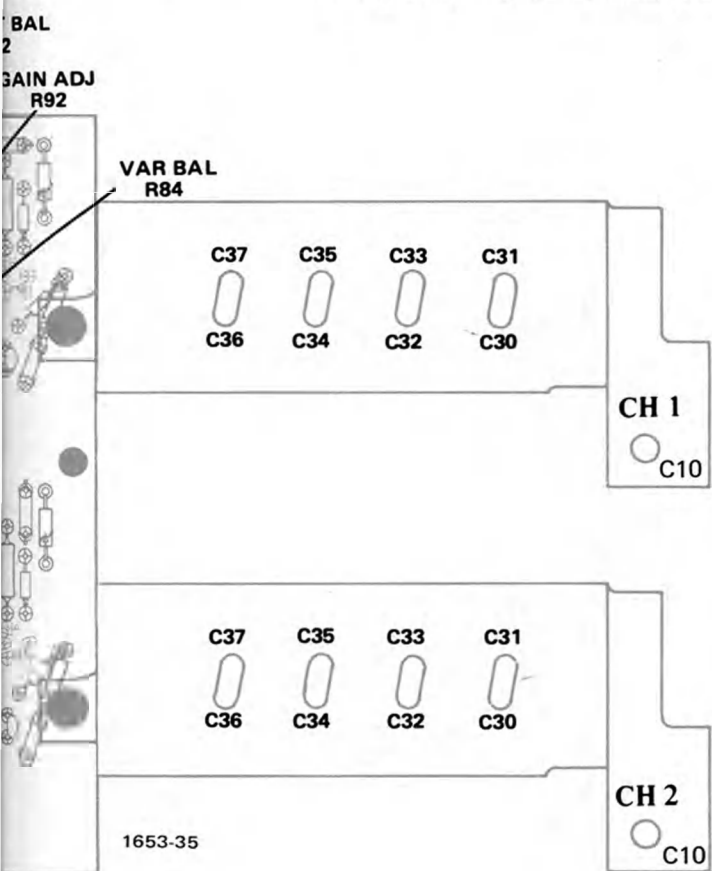 BAL
2
GAIN ADJ
R92
VAR BAL
R84
C37 C35 C33 C31
C36 C34 C32 C30
CH 1
C10
C37 C35 C33 C31
C36 C34 C32 C30
CH 2
C10
1653-35